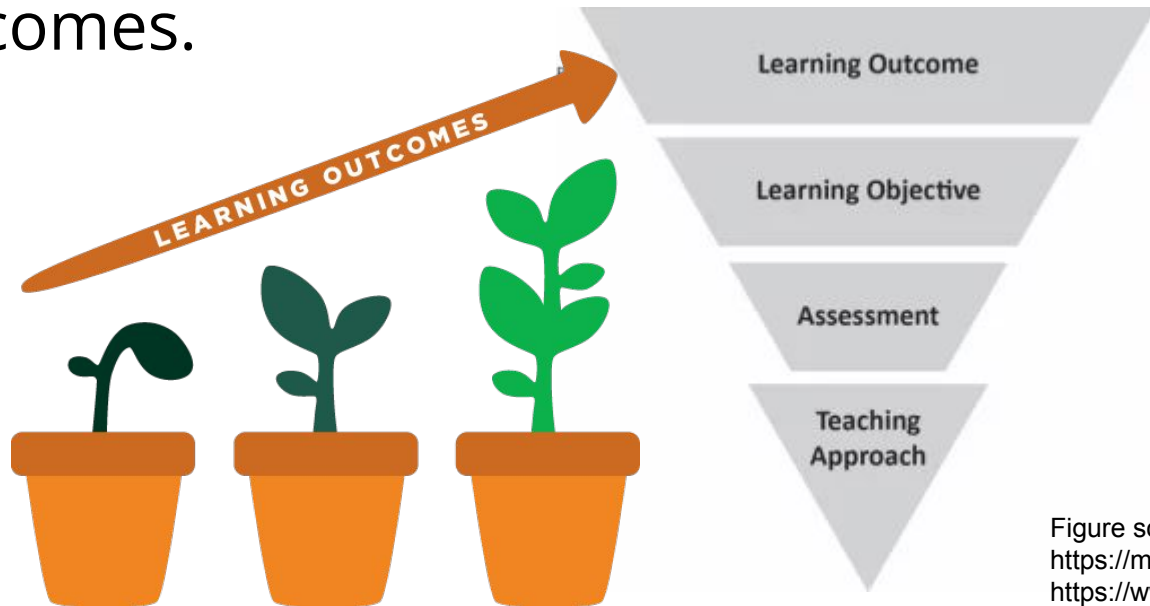 comes.
LEARNING OUTCOMES
Learning Outcome
Learning Objective
Assessment
Teaching
Approach
Figure so
https://m
https://w